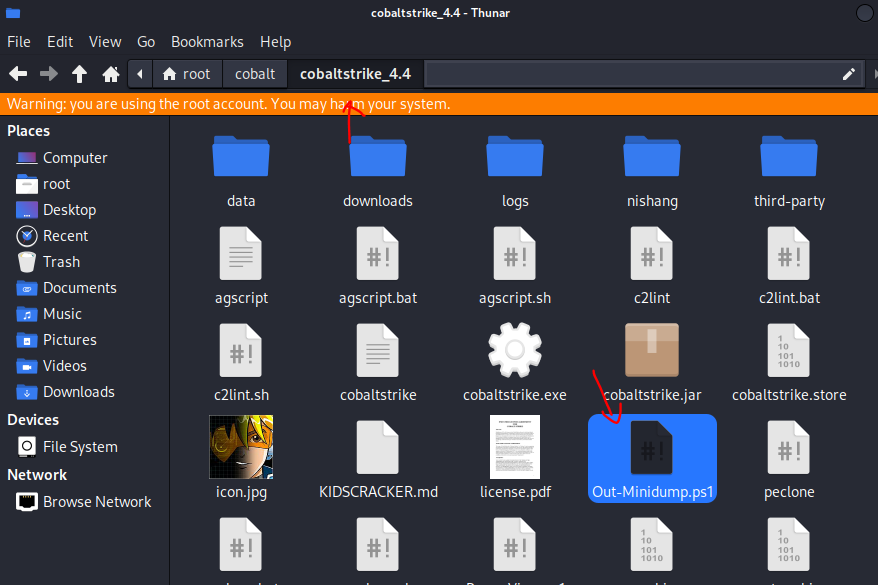 cobaltstrike_4.4 - Thunar
File Edit View Go Bookmarks Help
root cobalt cobaltstrike_4.4
Warning: you are using the root account. You may harm your system.
Places
Computer
root
Desktop
Recent
Trash
Documents
Music
Pictures
Videos
Downloads
Devices
File System
Network
Browse Network
data downloads logs nishang third-party
agscript agscript.bat agscript.sh c2lint c2lint.bat
c2lint.sh cobaltstrike cobaltstrike.exe cobaltstrike.jar cobaltstrike.store
icon.jpg KIDSCRACKER.md license.pdf Out-Minidump.ps1 peclone